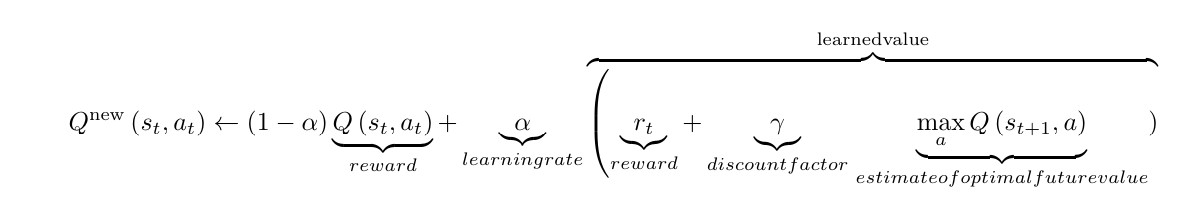 learnedvalue
Q^new (s_t, a_t) ← (1 − α) Q (s_t, a_t) + α ( r_t + γ max_a Q (s_{t+1}, a) )
reward learningrate reward discountfactor estimateofoptimalfuturevalue